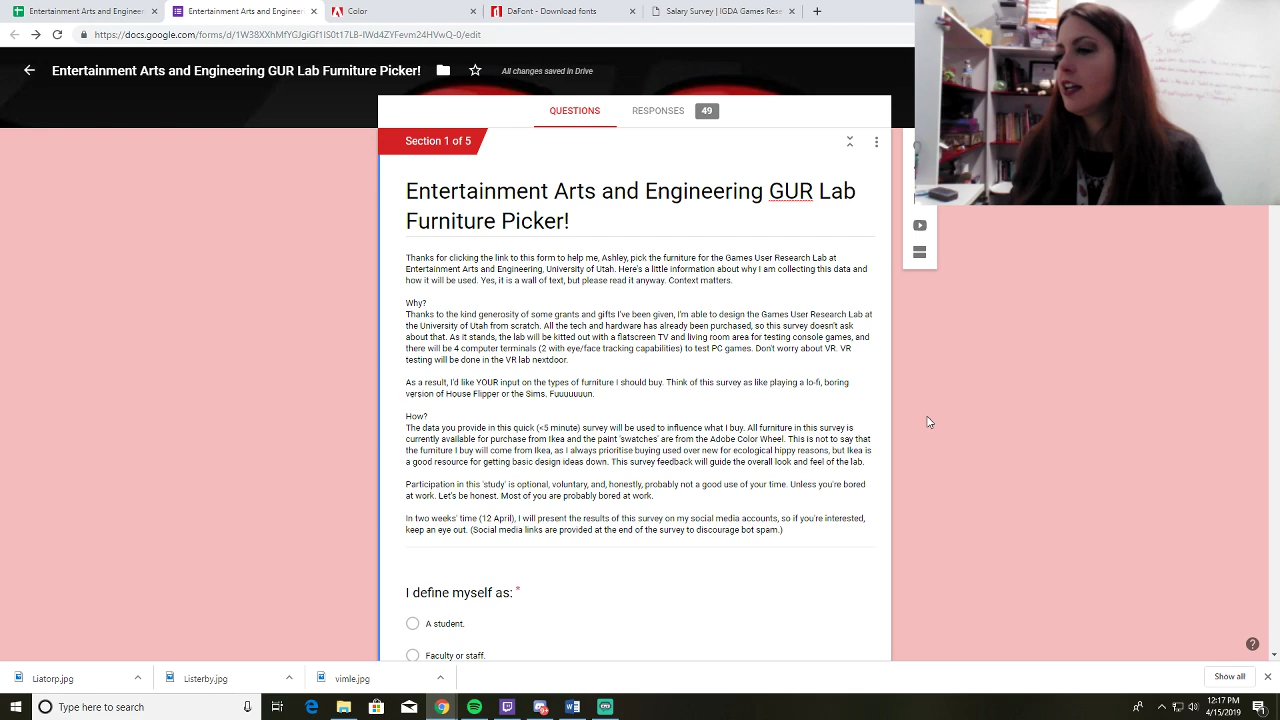 Entertainment Arts and Engineeri
Entertainment Arts and Engineeri
Color
DaFont - Download fonts
Salary Survey | IGDA Games Rese
Entertainment Arts and Engineering GUR Lab Furniture Picker!
All changes saved in Drive
QUESTIONS
RESPONSES
49
Section 1 of 5
Entertainment Arts and Engineering GUR Lab
Furniture Picker!
Thanks for clicking the link to this form to help me, Ashley, pick the furniture for the Games User Research Lab at
Entertainment Arts and Engineering, University of Utah. Here's a little information about why I am collecting this data and
how it will be used. Yes, it is a wall of text, but please read it anyway. Context matters.
Why?
Thanks to the kind generosity of some grants and gifts I've been given, I'm able to design the Games User Research Lab at
the University of Utah from scratch. All the tech and hardware has already been purchased, so this survey doesn't ask
about that. As it stands, the lab will be kitted out with a flatscreen TV and living room area for testing console games, and
there will be 4 computer terminals (2 with eye/face tracking capabilities) to test PC games. Don't worry about VR. VR
testing will be done in the VR lab nextdoor.
As a result, I'd like YOUR input on the types of furniture I should buy. Think of this survey as like playing a lo-fi, boring
version of House Flipper or the Sims. Fuuuuuun.
How?
The data you provide in this quick (<5 minute) survey will be used to influence what I buy. All furniture in this survey is
currently available for purchase from Ikea and the paint 'swatches' are from the Adobe Color Wheel. This is not to say that
the furniture I buy will come from Ikea, as I always prioritise buying used over new for ecological hippy reasons, but Ikea is
a good resource for getting basic design ideas down. This survey feedback will guide the overall look and feel of the lab.
Participation in this 'study' is optional, voluntary, and, honestly, probably not a good use of your time. Unless you're bored
at work. Let's be honest. Most of you are probably bored at work.
In two weeks' time (12 April), I will present the results of this survey on my social media accounts, so if you're interested,
keep an eye out. (Social media links are provided at the end of the survey to discourage bot spam.)
I define myself as: *
A student.
Faculty or staff.
Liatorp.jpg
Listerby.jpg
vimle.jpg
Show all
Type here to search
12:17 PM
4/15/2019